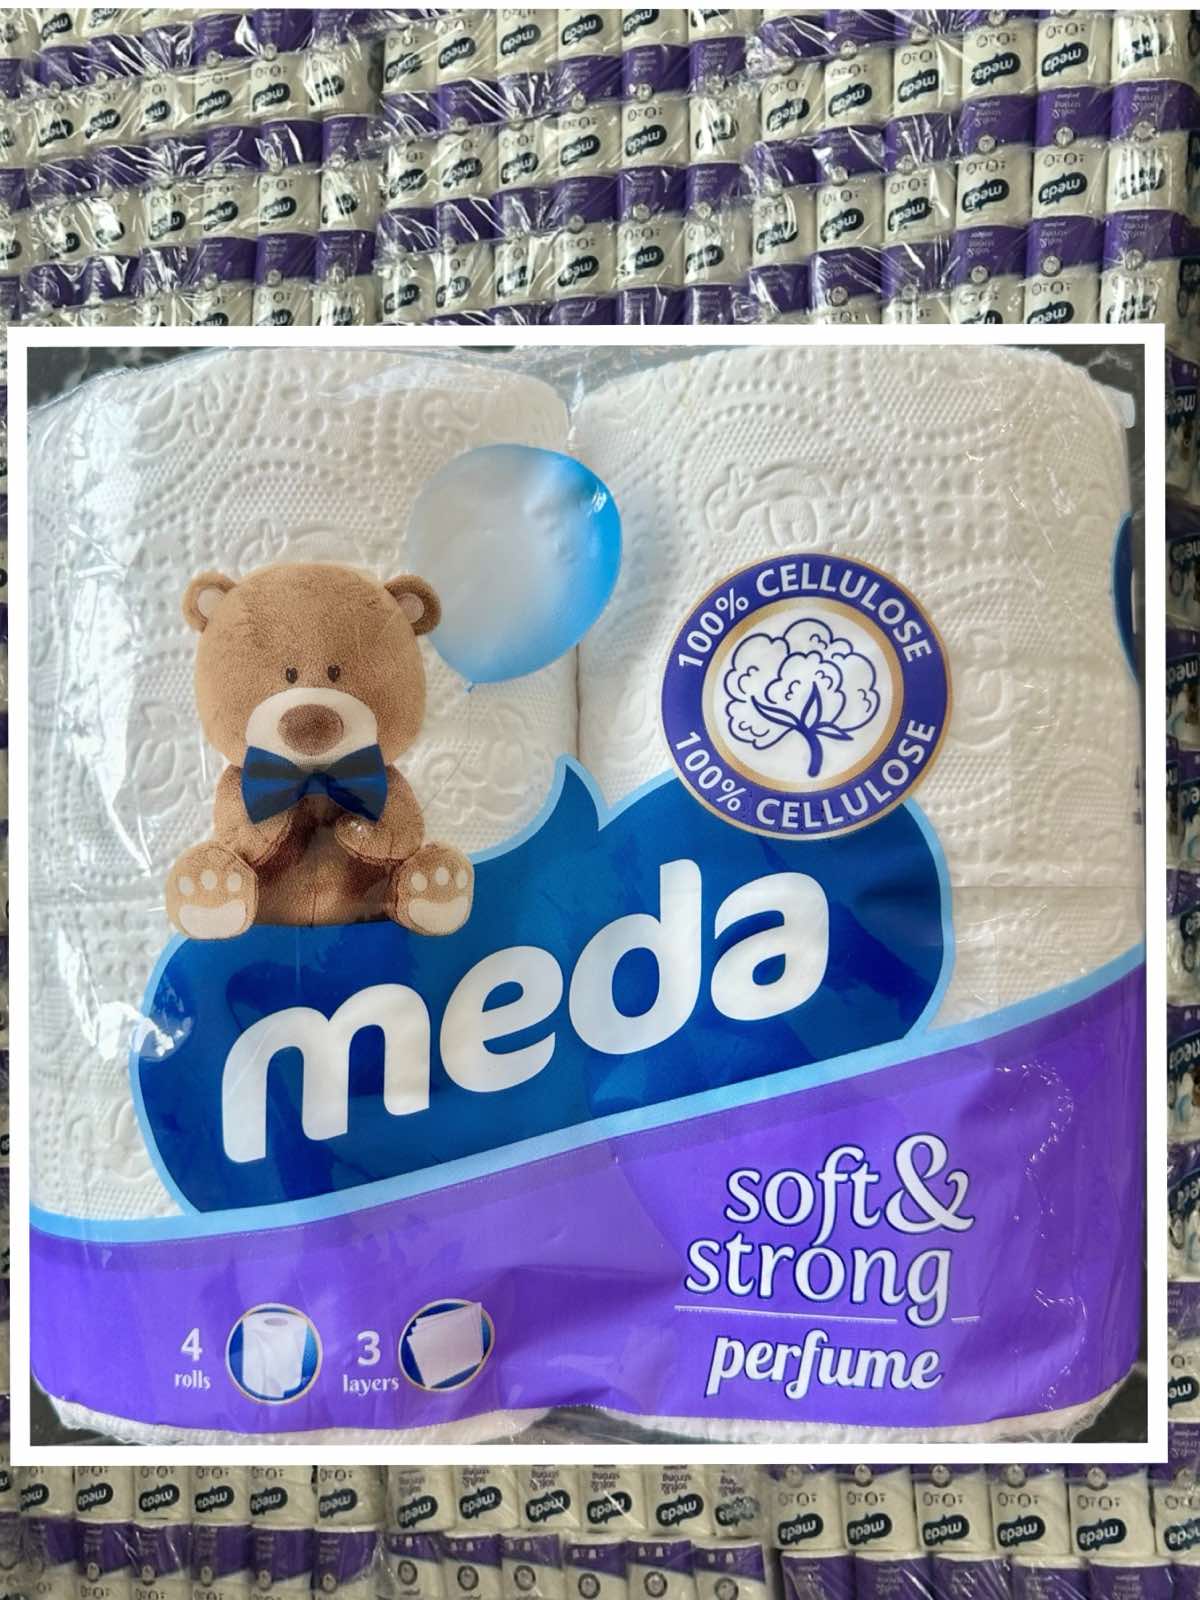 100% CELLULOSE
100% CELLULOSE
meda
soft &
strong
perfume
4
rolls
3
layers